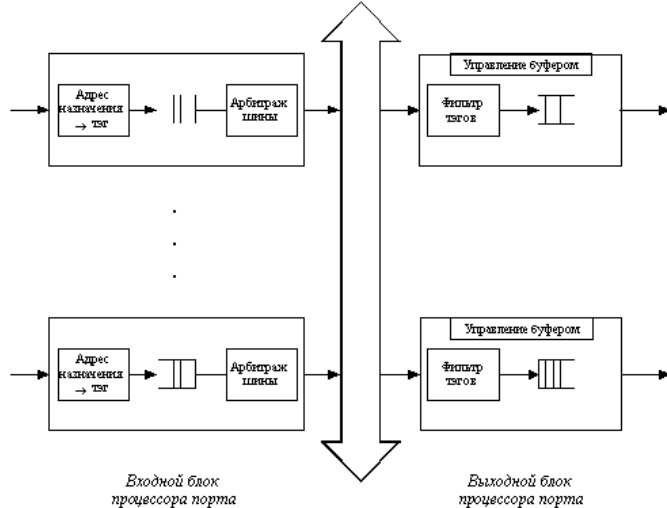 Управление буфером
Адрес
назначения
→ тэг
Арбитраж
шины
Фильтр
тэгов
Управление буфером
Адрес
назначения
→ тэг
Арбитраж
шины
Фильтр
тэгов
Входной блок
процессора порта
Выходной блок
процессора порта